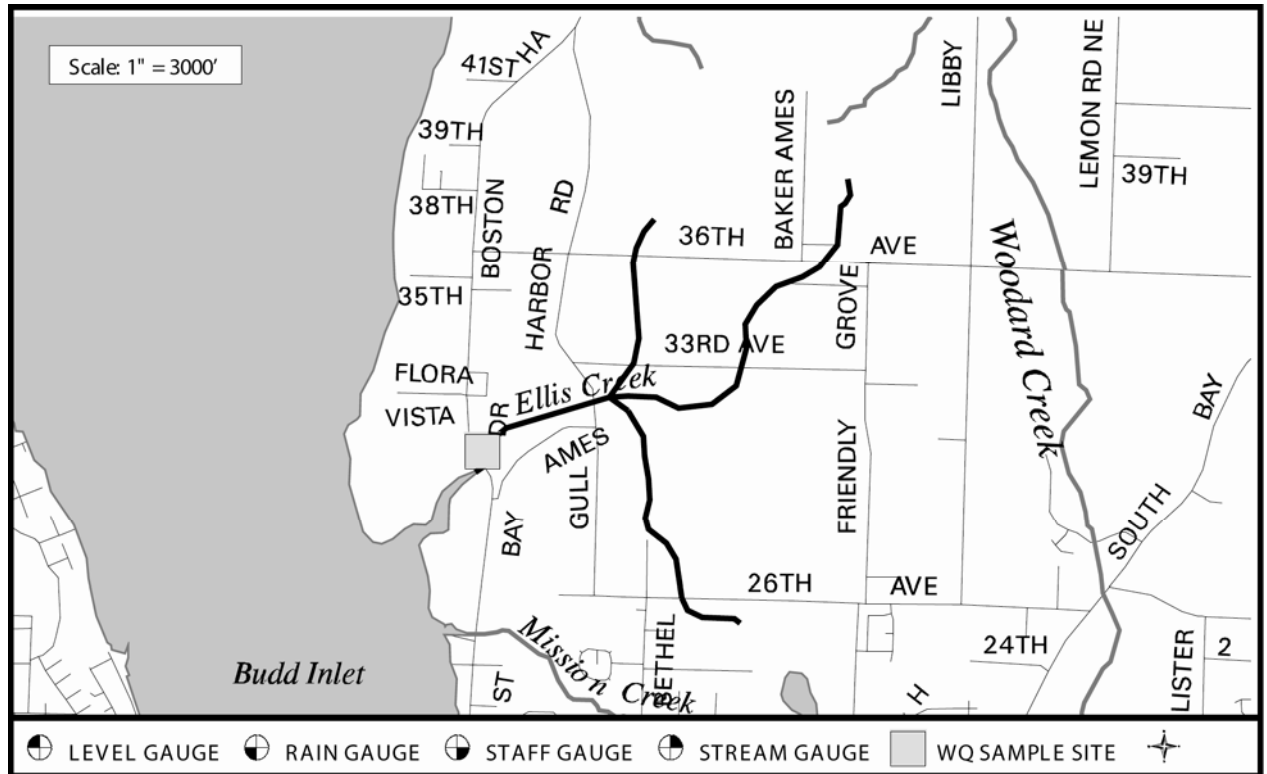 Scale: 1" = 3000'
41ST
HA
LIBBY
LEMON RD NE
39TH
BAKER AMES
39TH
38TH
BOSTON
RD
36TH
AVE
Woodard Creek
35TH
HARBOR
GROVE
33RD AVE
FLORA
VISTA
DR
Ellis Creek
AMES
BAY
GULL
FRIENDLY
SOUTH
BAY
26TH
AVE
Mission Creek
BETHEL
24TH
LISTER
2
Budd Inlet
ST
H
LEVEL GAUGE RAIN GAUGE STAFF GAUGE STREAM GAUGE WQ SAMPLE SITE